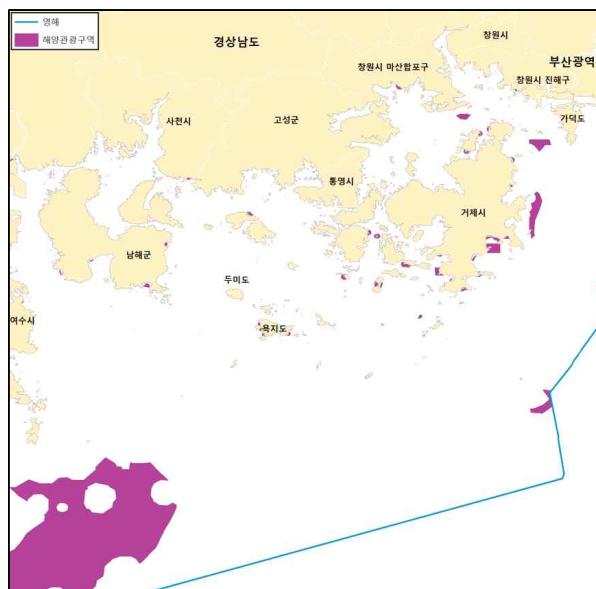 영해
해양관광구역
경상남도
창원시
부산광역
창원시 마산합포구
창원시 진해구
가덕도
사천시
고성군
통영시
거제시
남해군
두미도
여수시
욕지도